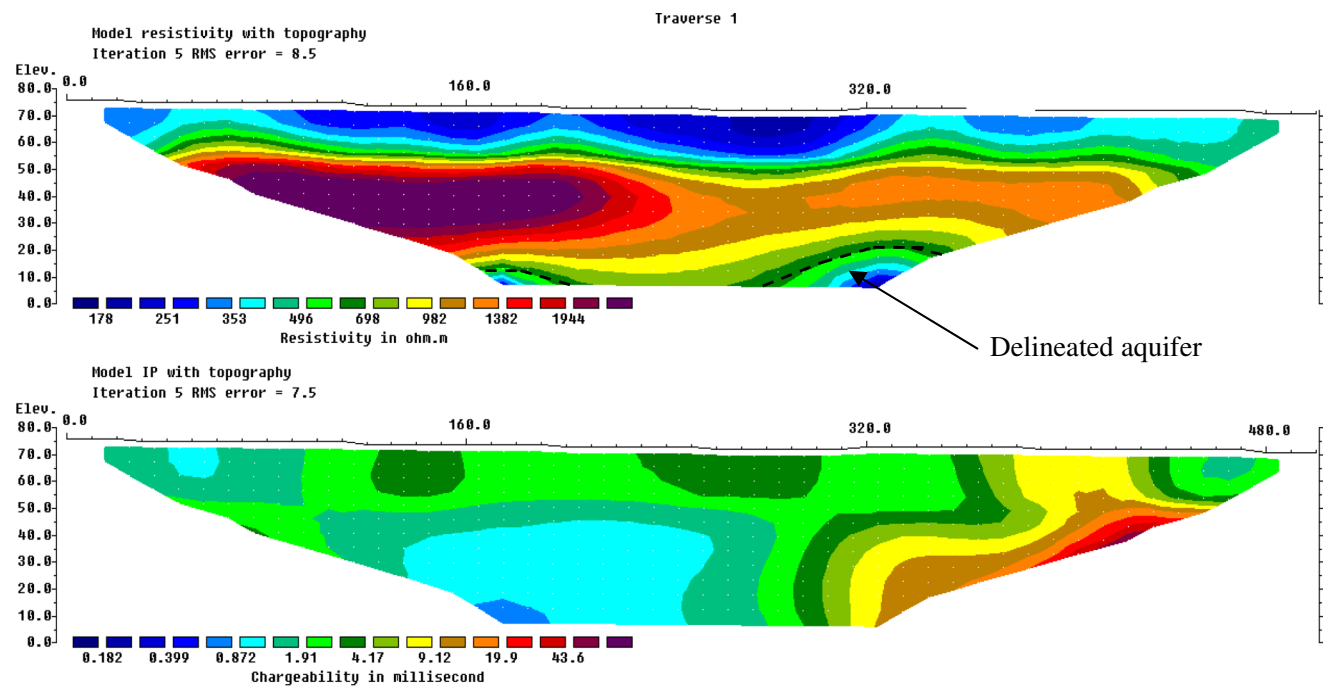 Traverse 1
Model resistivity with topography
Iteration 5 RMS error = 8.5
Elev. 0.0 160.0 320.0
80.0
70.0
60.0
50.0
40.0
30.0
20.0
10.0
0.0
178 251 353 496 698 982 1382 1944
Resistivity in ohm.m
Delineated aquifer
Model IP with topography
Iteration 5 RMS error = 7.5
Elev. 0.0 160.0 320.0 480.0
80.0
70.0
60.0
50.0
40.0
30.0
20.0
10.0
0.0
0.182 0.399 0.872 1.91 4.17 9.12 19.9 43.6
Chargeability in millisecond